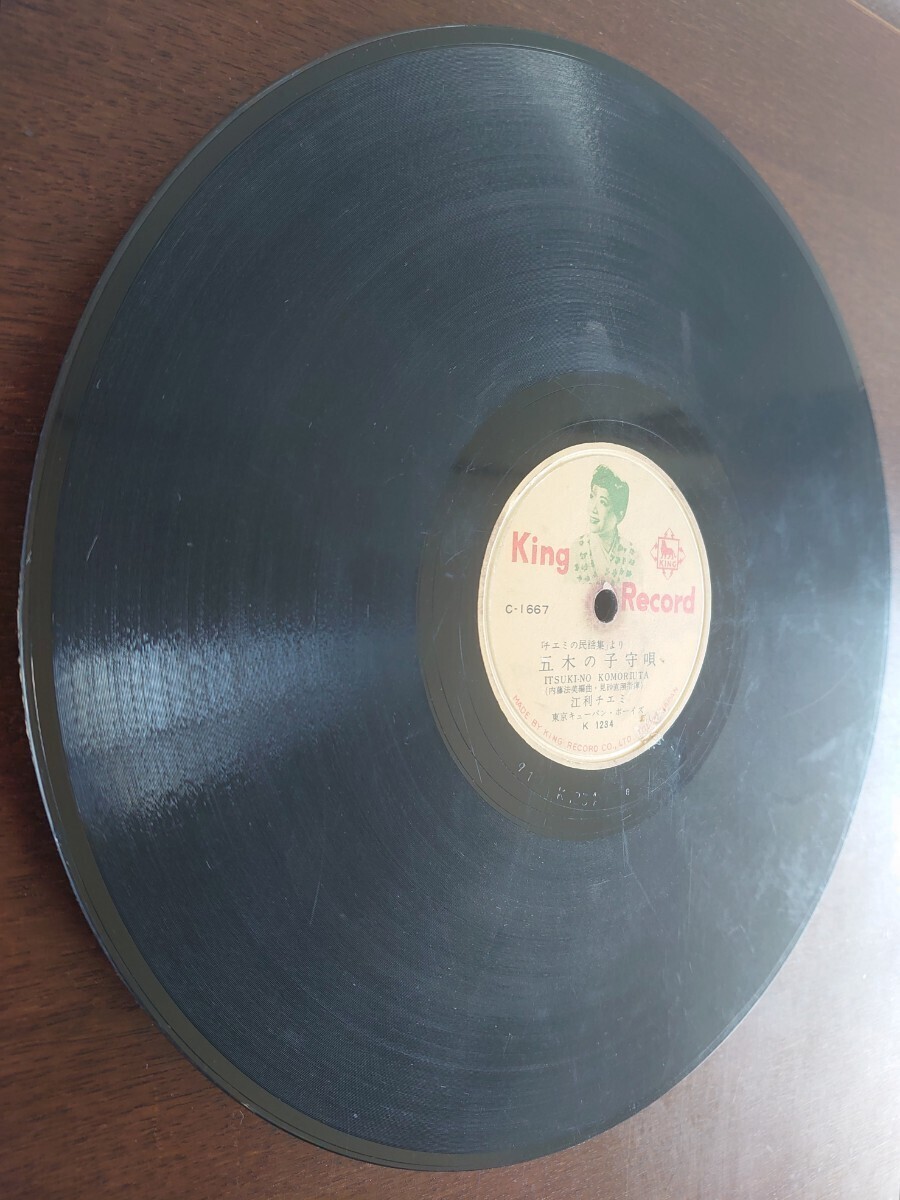 King
Record
KING
C-1667
「チエミの民謡集」より
五木の子守唄
ITSUKI-NO KOMORIUTA
江利チエミ
東京キューバン・ボーイズ
K 1254
MADE BY KING RECORD CO., LTD.